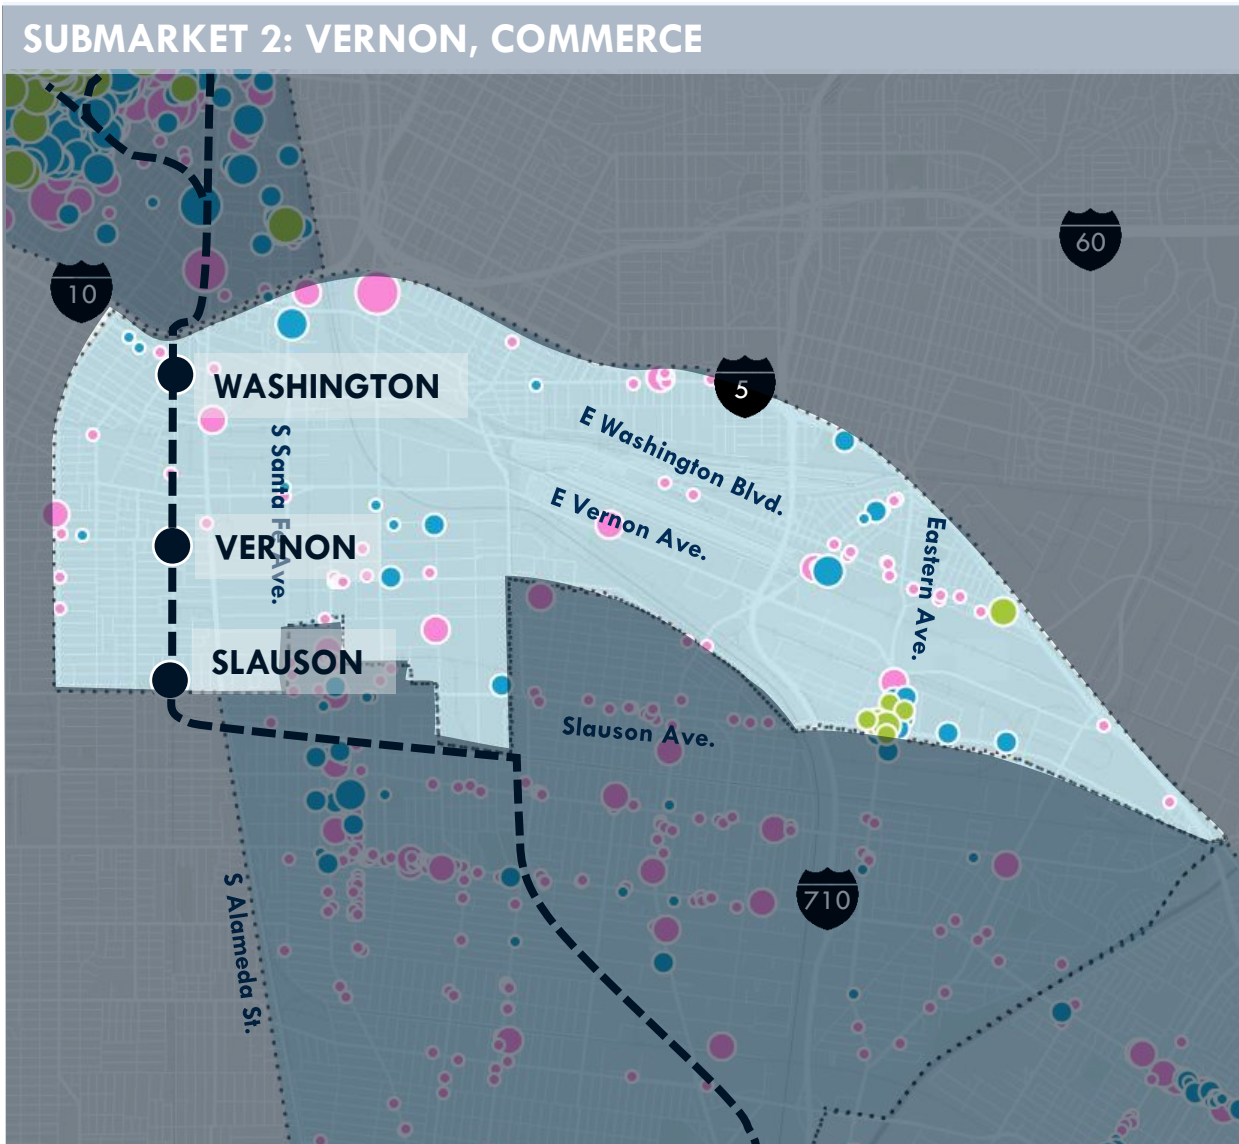 SUBMARKET 2: VERNON, COMMERCE
60
10
5
WASHINGTON
E Washington Blvd.
S Santa Fe Ave.
E Vernon Ave.
Eastern Ave.
VERNON
SLAUSON
Slauson Ave.
710
S Alameda St.